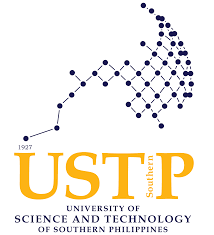 1927
USTP
Southern
UNIVERSITY OF
SCIENCE AND TECHNOLOGY
OF SOUTHERN PHILIPPINES